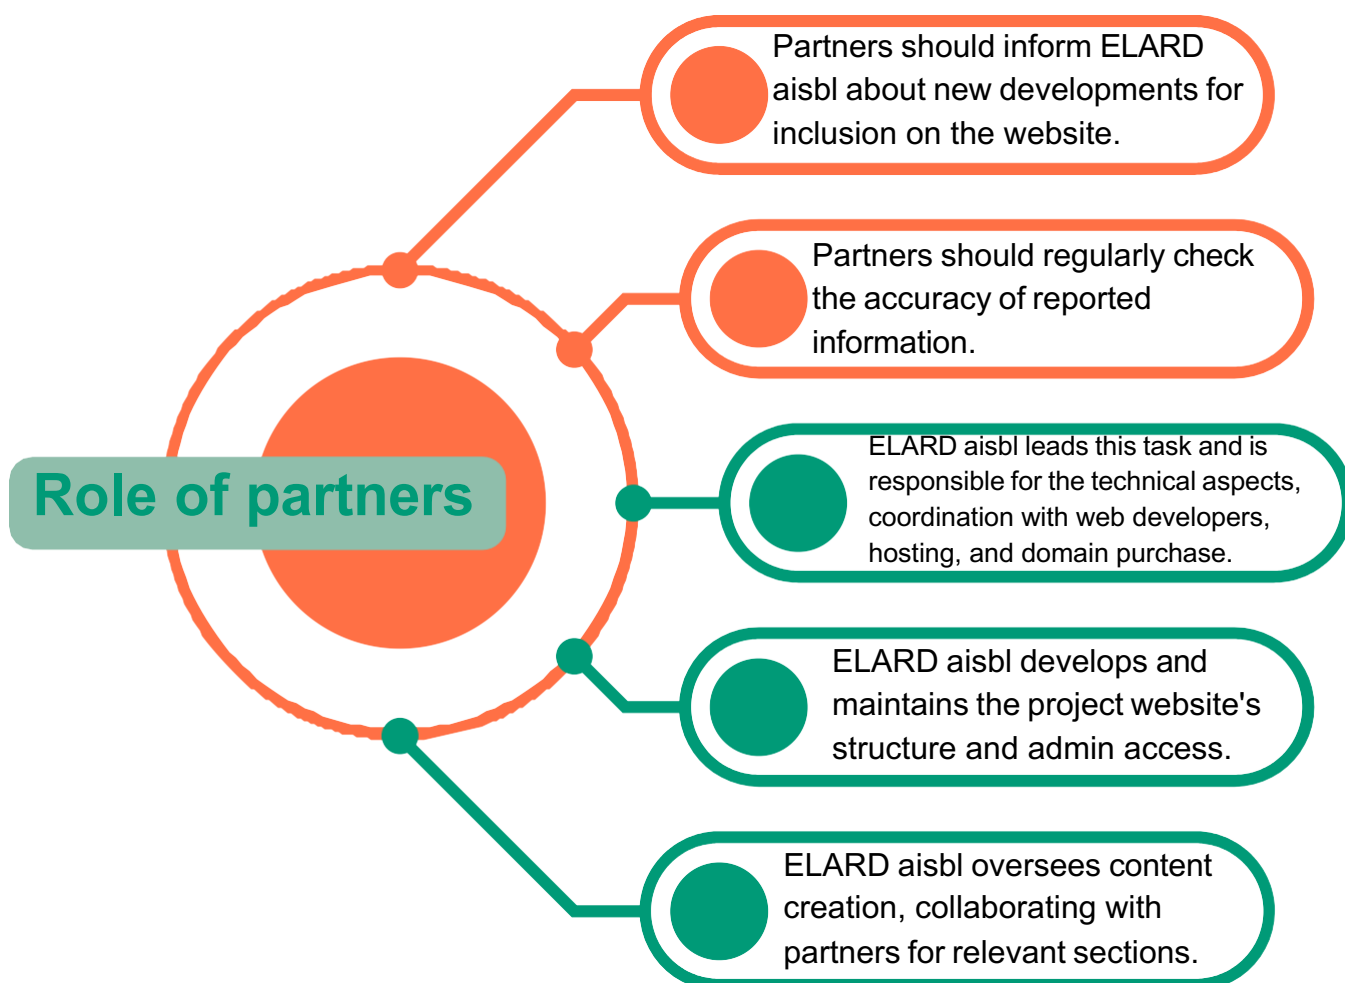 Partners should inform ELARD
aisbl about new developments for
inclusion on the website.
Partners should regularly check
the accuracy of reported
information.
Role of partners
ELARD aisbl leads this task and is
responsible for the technical aspects,
coordination with web developers,
hosting, and domain purchase.
ELARD aisbl develops and
maintains the project website's
structure and admin access.
ELARD aisbl oversees content
creation, collaborating with
partners for relevant sections.